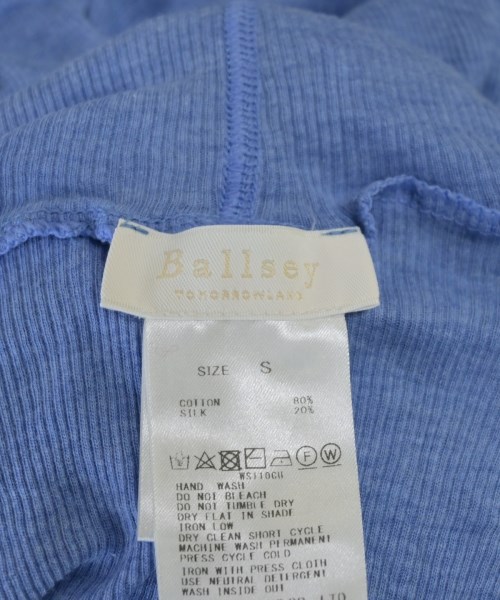 Ballsey
TOMORROWLAND
SIZE S
COTTON 80%
SILK 20%
WS110CU
HAND WASH
DO NOT BLEACH
DO NOT TUMBLE DRY
DRY FLAT IN SHADE
IRON LOW
DRY CLEAN SHORT CYCLE
MACHINE WASH PERMANENT
PRESS CYCLE COLD
IRON WITH PRESS CLOTH
USE NEUTRAL DETERGENT
WASH INSIDE OUT
LTD